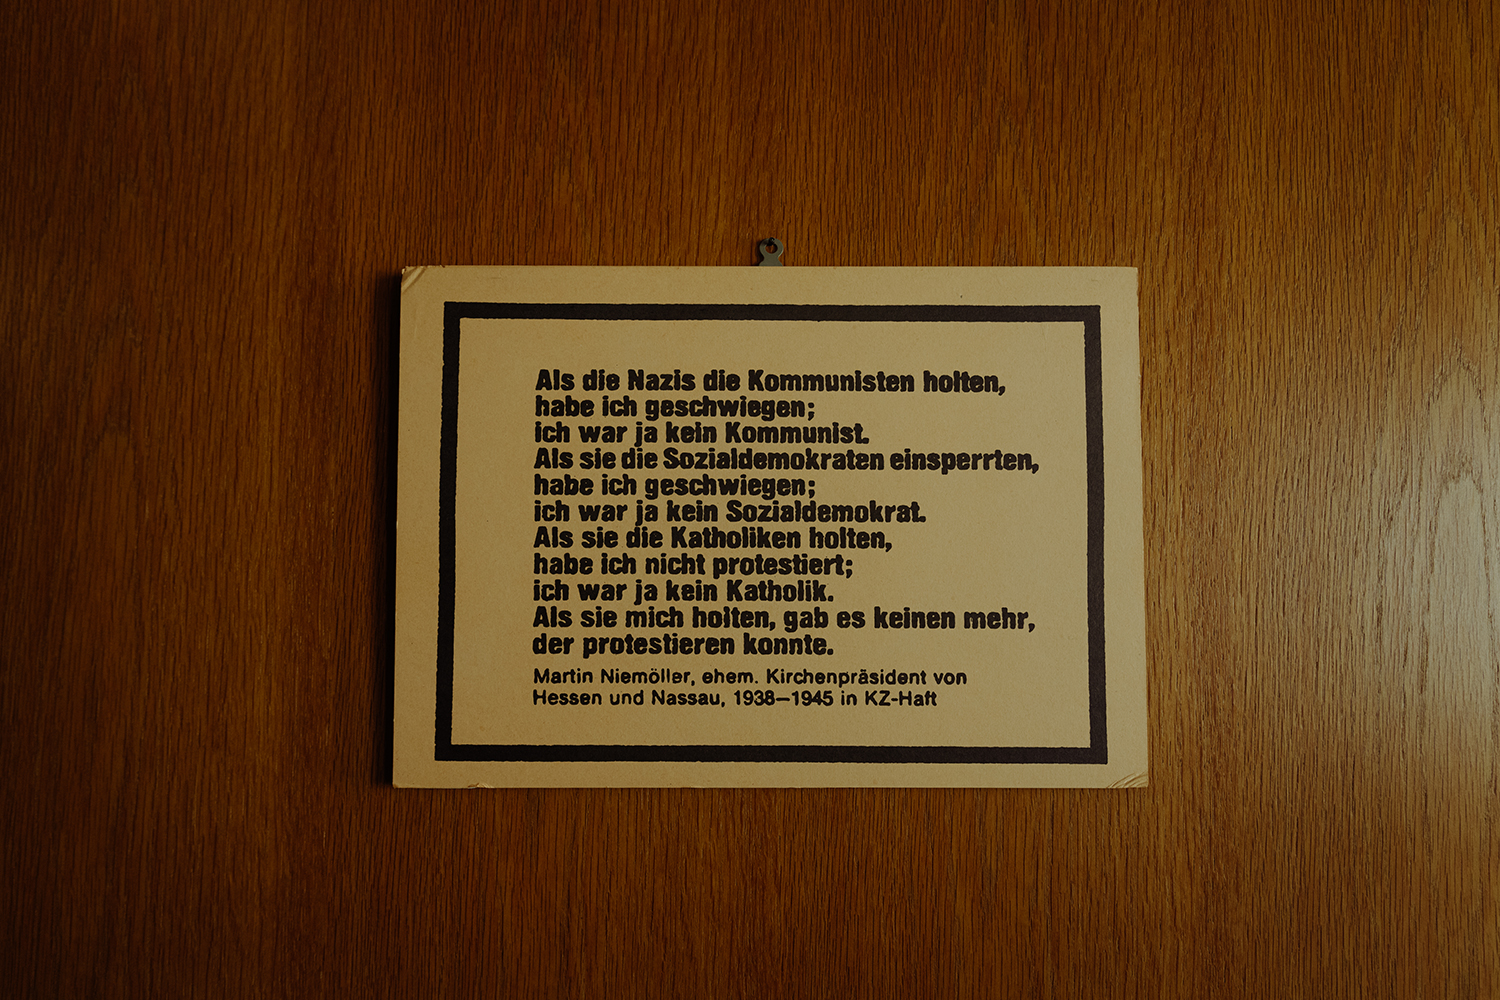 Als die Nazis die Kommunisten holten,
habe ich geschwiegen;
ich war ja kein Kommunist.
Als sie die Sozialdemokraten einsperrten,
habe ich geschwiegen;
ich war ja kein Sozialdemokrat.
Als sie die Katholiken holten,
habe ich nicht protestiert;
ich war ja kein Katholik.
Als sie mich holten, gab es keinen mehr,
der protestieren konnte.
Martin Niemöller, ehem. Kirchenpräsident von
Hessen und Nassau, 1938–1945 in KZ-Haft